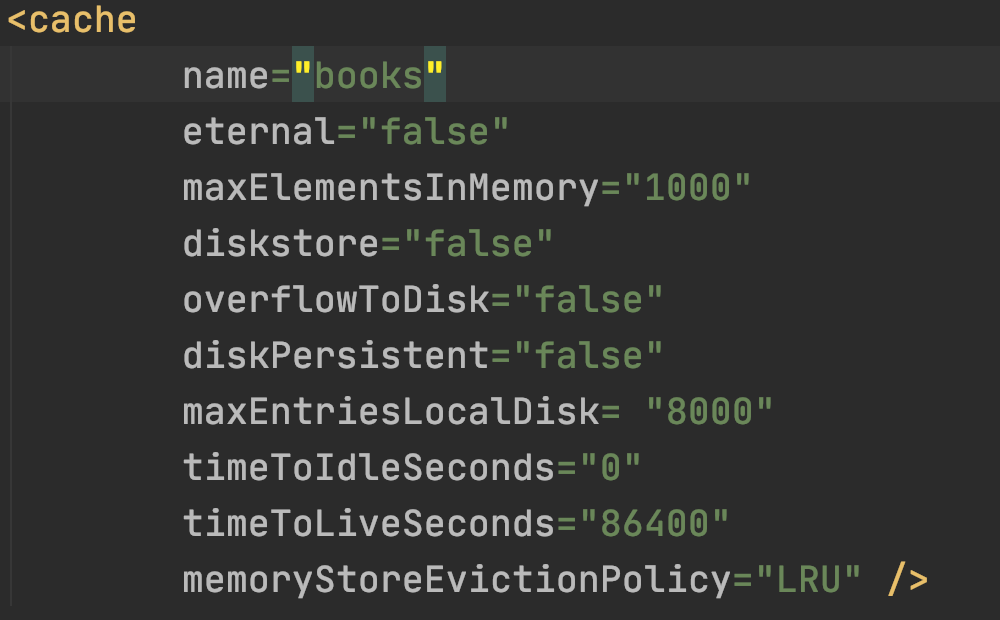 <cache
name="books"
eternal="false"
maxElementsInMemory="1000"
diskstore="false"
overflowToDisk="false"
diskPersistent="false"
maxEntriesLocalDisk= "8000"
timeToIdleSeconds="0"
timeToLiveSeconds="86400"
memoryStoreEvictionPolicy="LRU" />